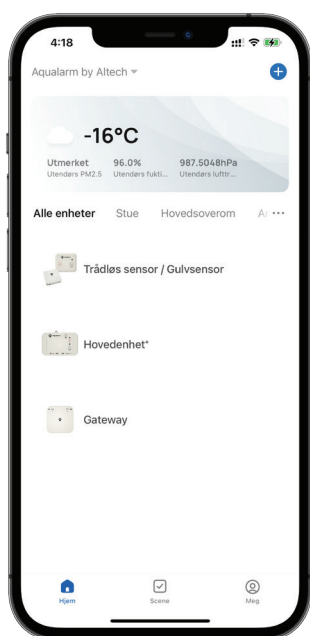 4:18
Aqualarm by Altech
-16°C
Utmerket 96.0% 987.5048hPa
Utendørs PM2.5 Utendørs fukti... Utendørs lufttr...
Alle enheter Stue Hovedsoverom Ar ...
Trådløs sensor / Gulvsensor
Hovedenhet*
Gateway
Hjem Scene Meg